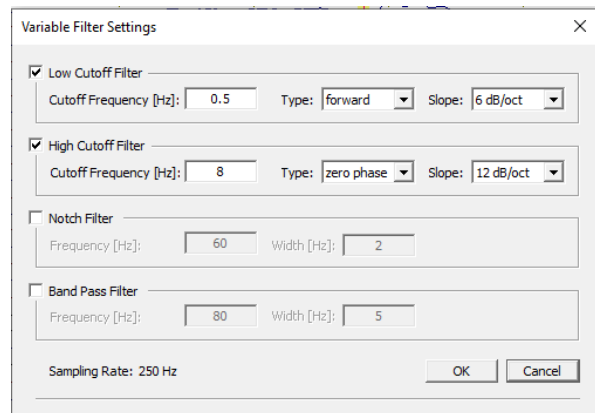 Variable Filter Settings
Low Cutoff Filter
Cutoff Frequency [Hz]: 0.5 Type: forward Slope: 6 dB/oct
High Cutoff Filter
Cutoff Frequency [Hz]: 8 Type: zero phase Slope: 12 dB/oct
Notch Filter
Frequency [Hz]: 60 Width [Hz]: 2
Band Pass Filter
Frequency [Hz]: 80 Width [Hz]: 5
Sampling Rate: 250 Hz OK Cancel